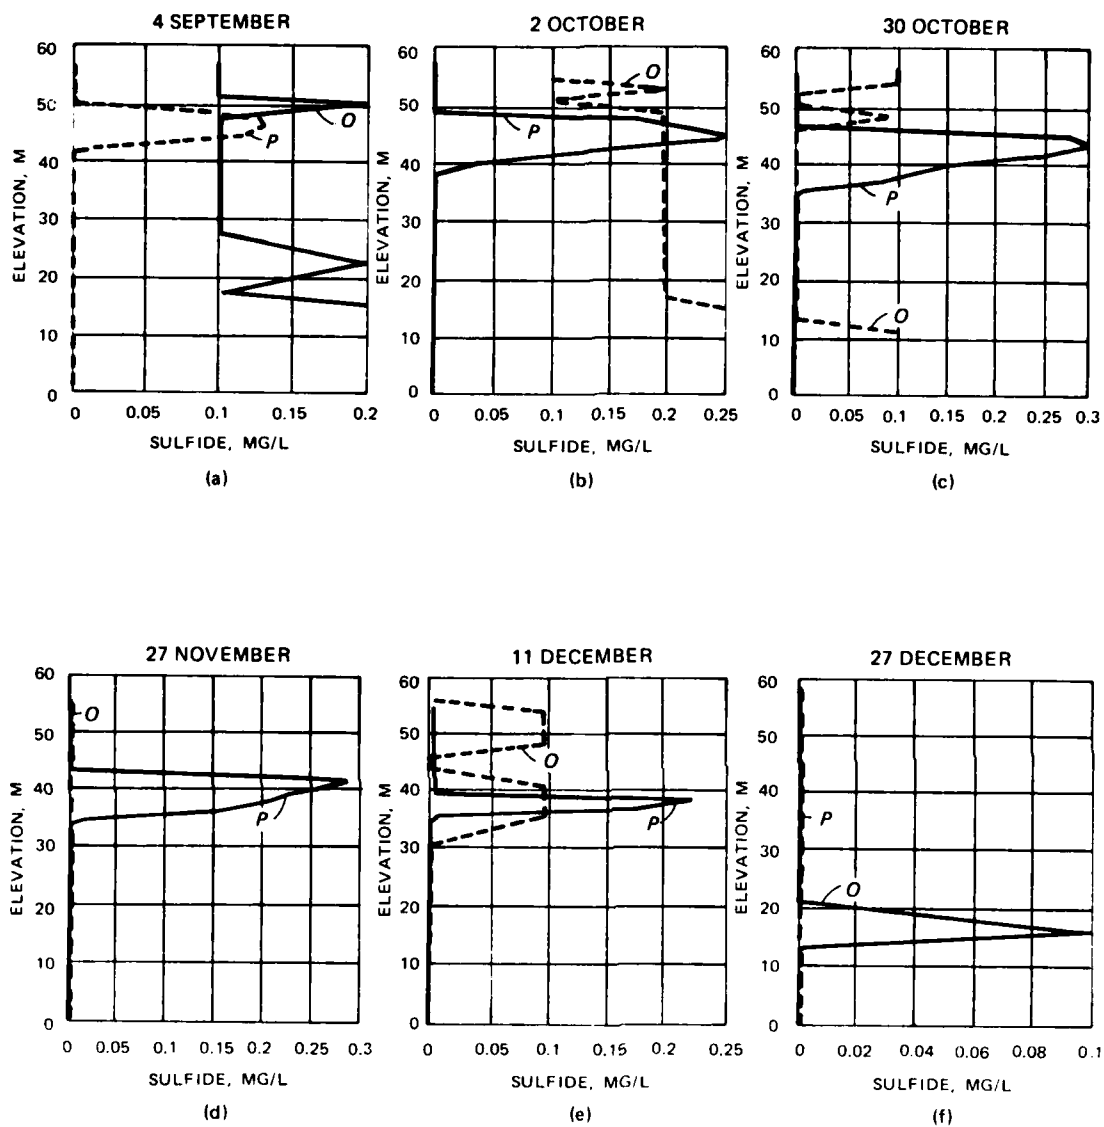 4 SEPTEMBER
60
50
40
30
20
10
0
ELEVATION, M
O
P
0 0.05 0.1 0.15 0.2
SULFIDE, MG/L
(a)
2 OCTOBER
60
50
40
30
20
10
0
ELEVATION, M
O
P
0 0.05 0.1 0.15 0.2 0.25
SULFIDE, MG/L
(b)
30 OCTOBER
60
50
40
30
20
10
0
ELEVATION, M
P
O
0 0.05 0.1 0.15 0.2 0.25 0.3
SULFIDE, MG/L
(c)
27 NOVEMBER
60
50
40
30
20
10
0
ELEVATION, M
O
P
0 0.05 0.1 0.15 0.2 0.25 0.3
SULFIDE, MG/L
(d)
11 DECEMBER
60
50
40
30
20
10
0
ELEVATION, M
O
P
0 0.05 0.1 0.15 0.2 0.25
SULFIDE, MG/L
(e)
27 DECEMBER
60
50
40
30
20
10
0
ELEVATION, M
P
O
0 0.02 0.04 0.06 0.08 0.1
SULFIDE, MG/L
(f)